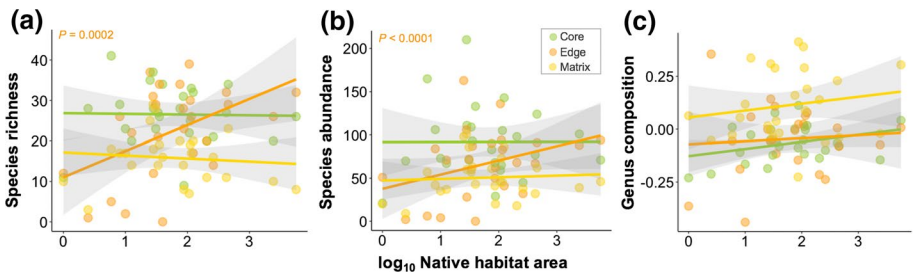 (a)
P = 0.0002
Species richness
40
30
20
10
0
0 1 2 3
(b)
P < 0.0001
Core
Edge
Matrix
Species abundance
200
150
100
50
0
0 1 2 3
(c)
Genus composition
0.25
0.00
-0.25
0 1 2 3
log10 Native habitat area